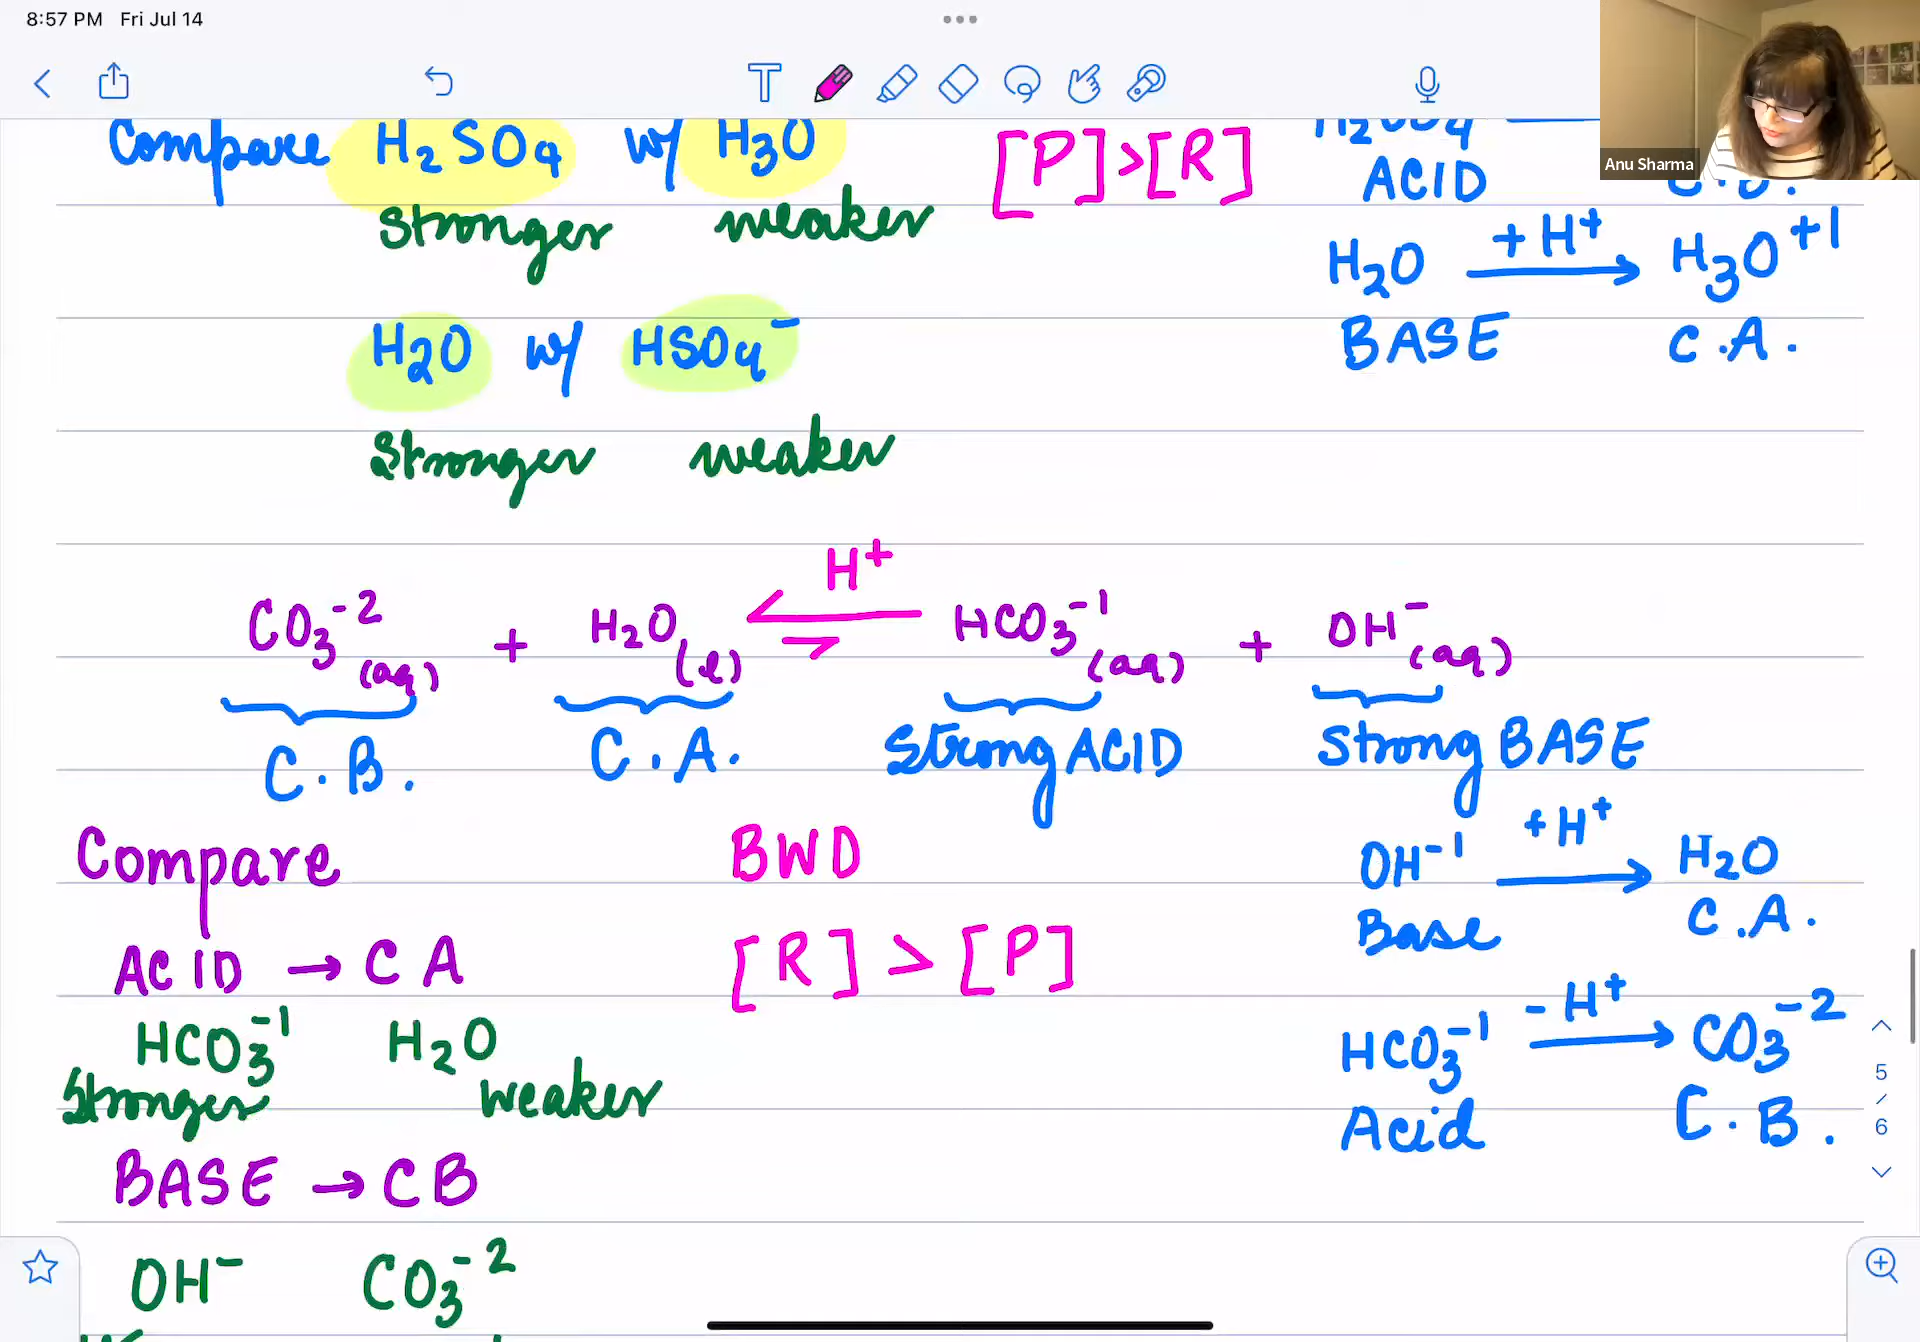 8:57 PM Fri Jul 14
Anu Sharma
Compare H₂SO₄ w/ H₃O [P]>[R]
ACID C.B.
stronger weaker
H₂O +H⁺ → H₃O⁺¹
H₂O w/ HSO₄⁻
BASE C.A.
stronger weaker
H⁺
CO₃⁻²(aq) + H₂O(l) ⇌ HCO₃⁻¹(aq) + OH⁻(aq)
C.B. C.A. Strong ACID Strong BASE
Compare BWD
OH⁻¹ +H⁺ → H₂O
Base C.A.
ACID → CA [R] > [P]
HCO₃⁻¹ H₂O
HCO₃⁻¹ -H⁺ → CO₃⁻²
stronger weaker
Acid C.B.
BASE → CB
OH⁻ CO₃⁻²
5
/
6